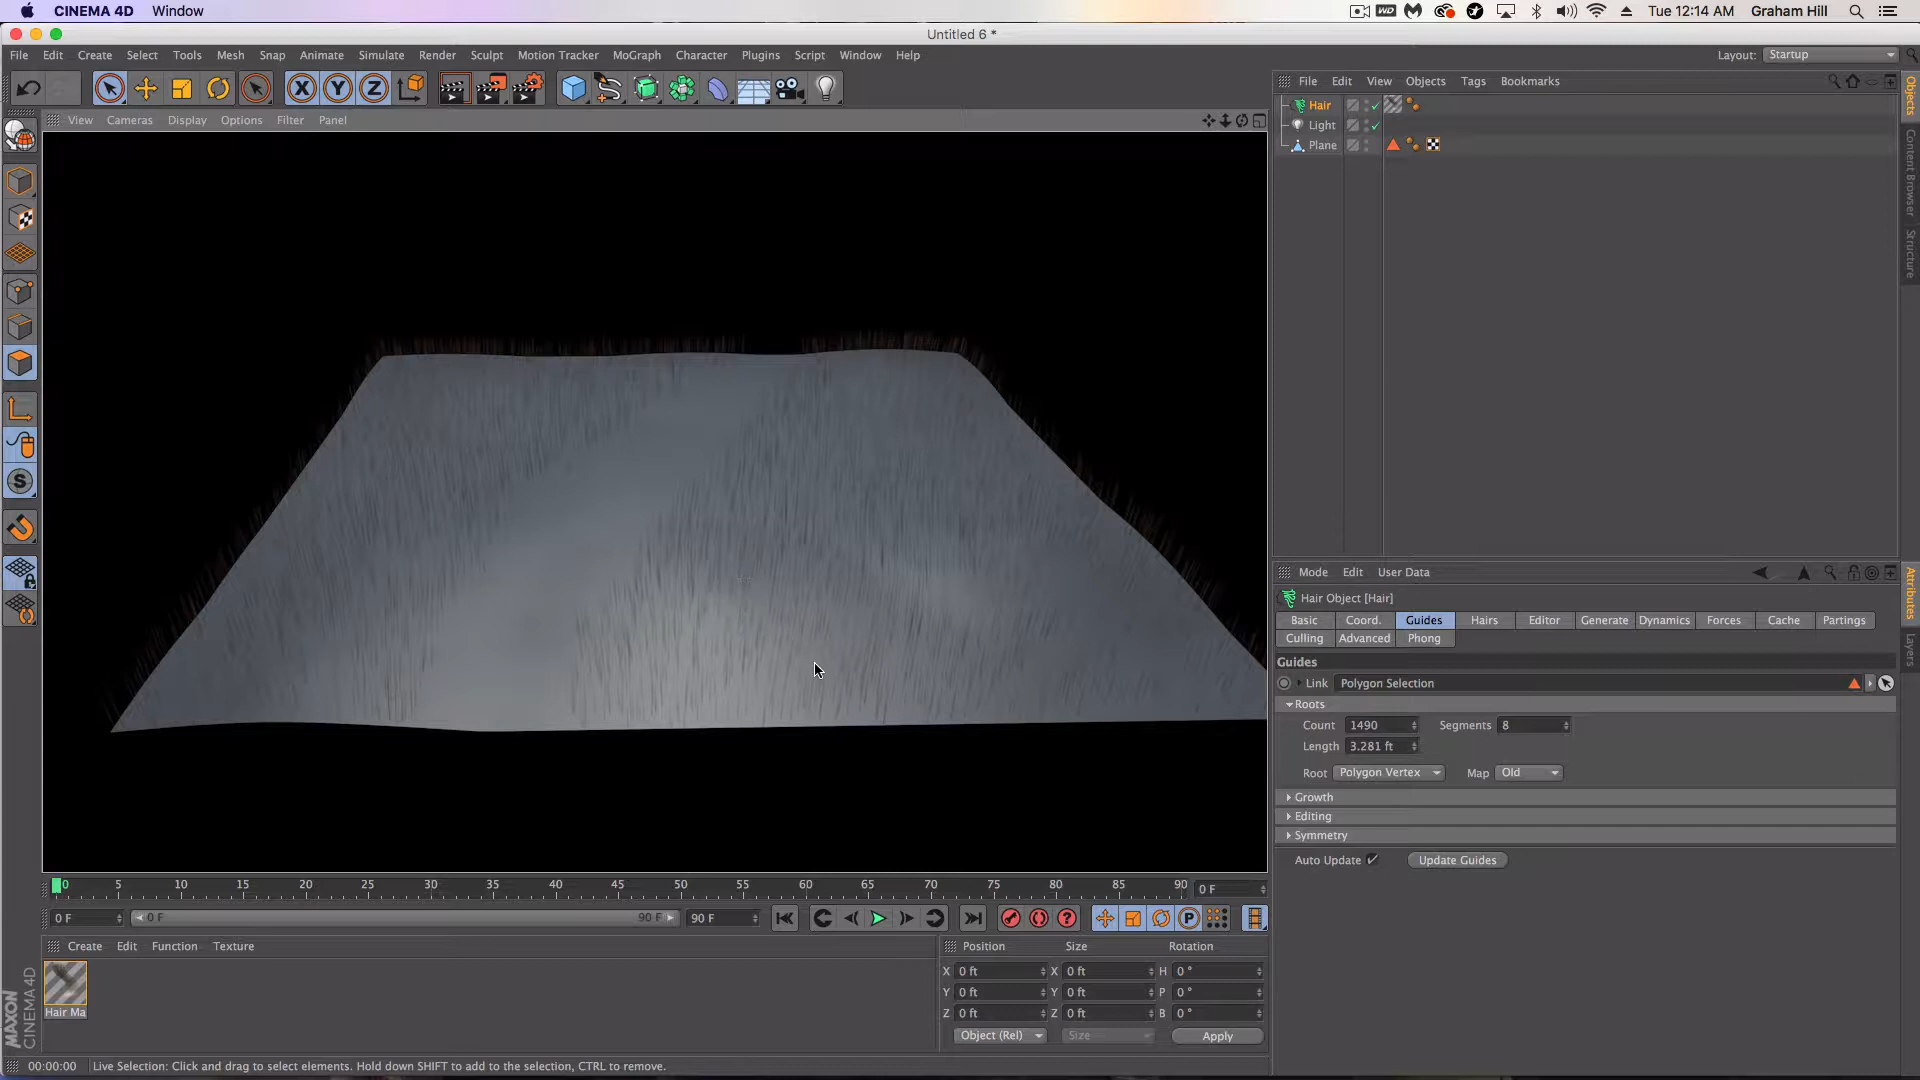 CINEMA 4D Window
WD
Tue 12:14 AM Graham Hill
Untitled 6 *
File Edit Create Select Tools Mesh Snap Animate Simulate Render Sculpt Motion Tracker MoGraph Character Plugins Script Window Help
Layout: Startup
X Y Z
File Edit View Objects Tags Bookmarks
View Cameras Display Options Filter Panel
Hair
Light
Plane
Objects
Content Browser
Structure
S
Mode Edit User Data
Hair Object [Hair]
Basic Coord. Guides Hairs Editor Generate Dynamics Forces Cache Partings
Culling Advanced Phong
Attributes
Layers
Guides
Link Polygon Selection
Roots
Count 1490 Segments 8
Length 3.281 ft
Root Polygon Vertex Map Old
Growth
Editing
Symmetry
Auto Update Update Guides
0 5 10 15 20 25 30 35 40 45 50 55 60 65 70 75 80 85 90 0 F
0 F 0 F 90 F 90 F
P
Create Edit Function Texture
Hair Ma
Position Size Rotation
X 0 ft X 0 ft H 0 °
Y 0 ft Y 0 ft P 0 °
Z 0 ft Z 0 ft B 0 °
Object (Rel) Size Apply
MAXON
CINEMA 4D
00:00:00 Live Selection: Click and drag to select elements. Hold down SHIFT to add to the selection, CTRL to remove.